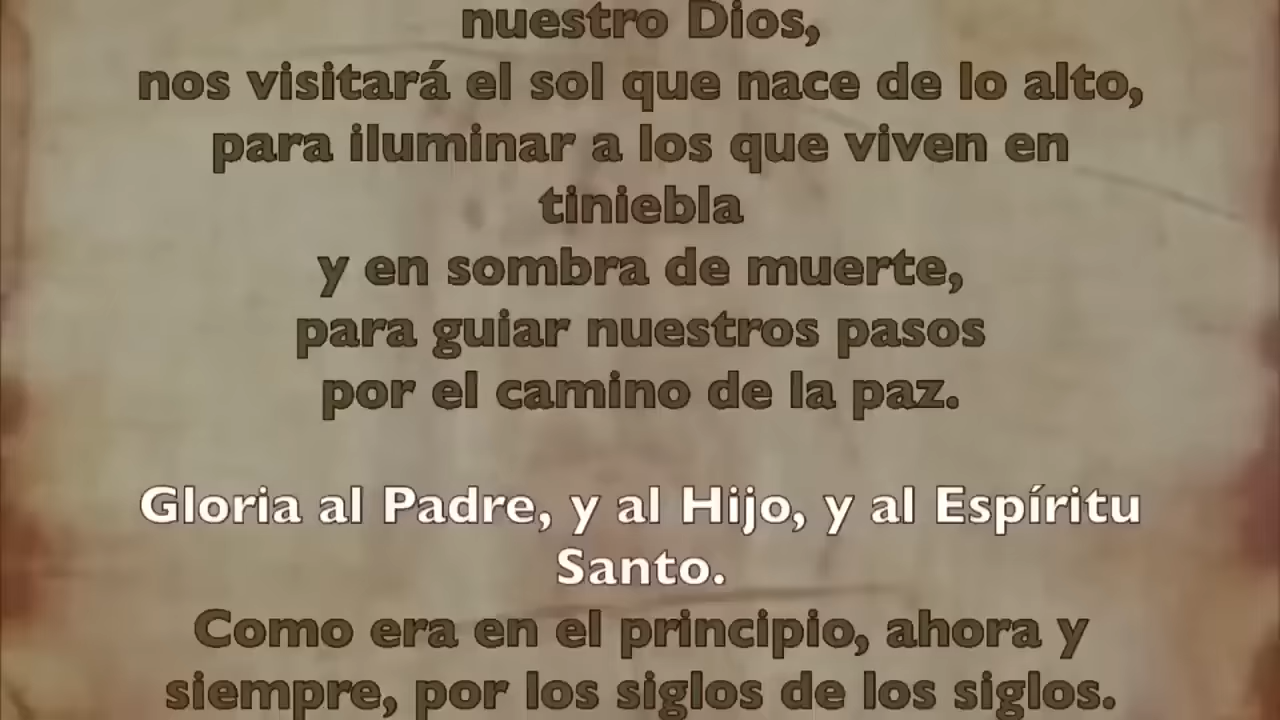 nuestro Dios,
nos visitará el sol que nace de lo alto,
para iluminar a los que viven en
tiniebla
y en sombra de muerte,
para guiar nuestros pasos
por el camino de la paz.
Gloria al Padre, y al Hijo, y al Espíritu
Santo.
Como era en el principio, ahora y
siempre, por los siglos de los siglos.